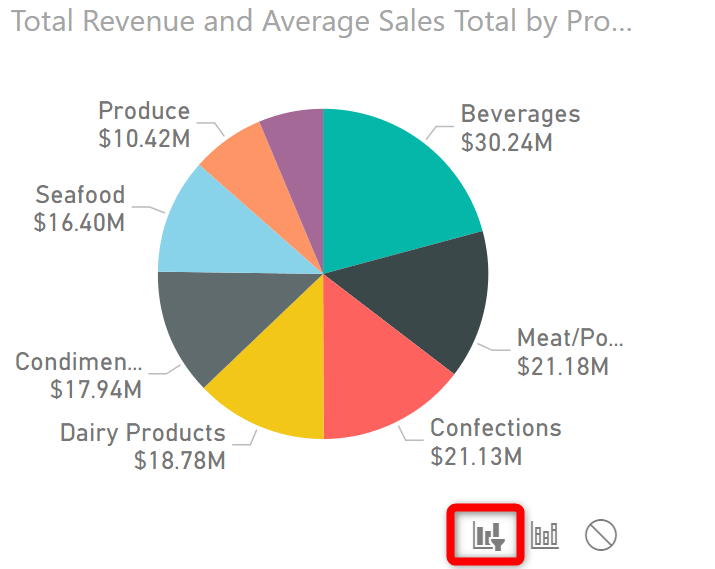 Total Revenue and Average Sales Total by Pro...
Produce
$10.42M
Beverages
$30.24M
Seafood
$16.40M
Meat/Po...
$21.18M
Condimen...
$17.94M
Confections
$21.13M
Dairy Products
$18.78M